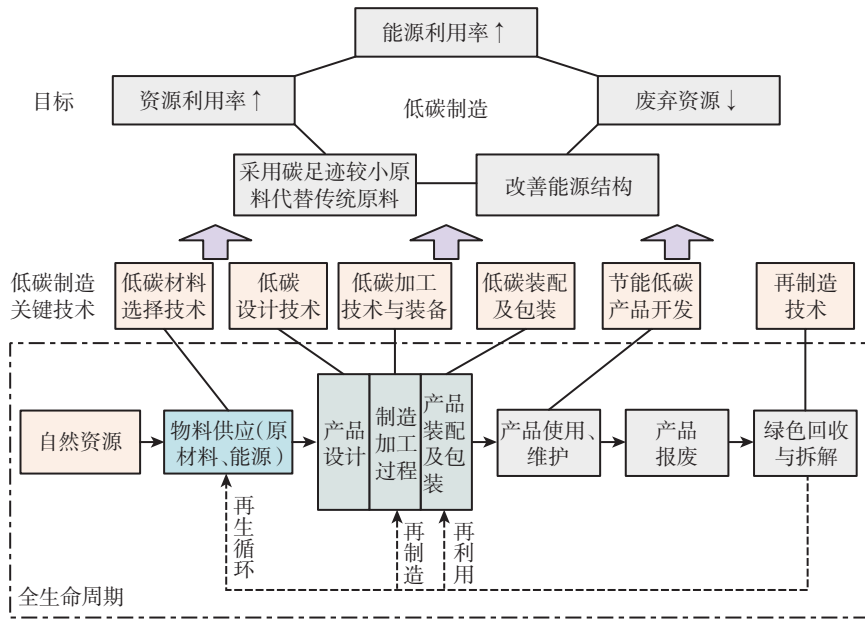 能源利用率↑
目标
资源利用率↑
低碳制造
废弃资源↓
采用碳足迹较小原
料代替传统原料
改善能源结构
低碳制造
关键技术
低碳材料
选择技术
低碳
设计技术
低碳加工
技术与装备
低碳装配
及包装
节能低碳
产品开发
再制造
技术
自然资源
物料供应(原
材料、能源)
产品
设计
制造
加工
过程
产品
装配
及包
装
产品使用、
维护
产品
报废
绿色回收
与拆解
再生循环
再制造
再利用
全生命周期